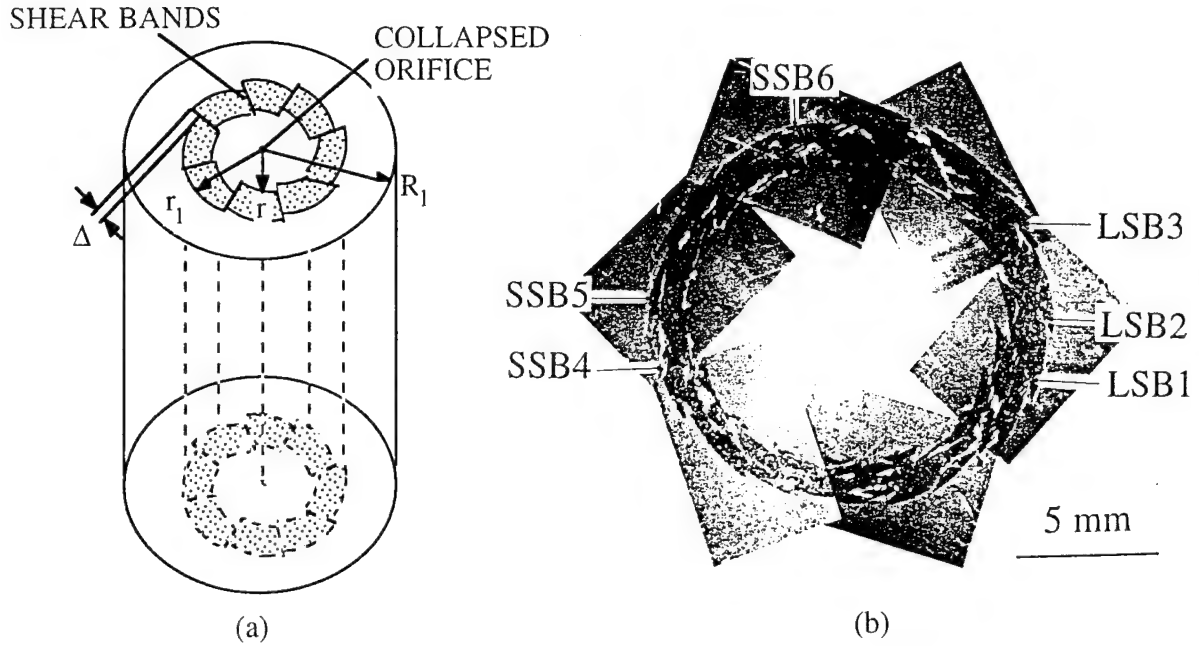 SHEAR BANDS
COLLAPSED
ORIFICE
r1
r
R1
Δ
(a)
SSB6
LSB3
SSB5
LSB2
SSB4
LSB1
5 mm
(b)